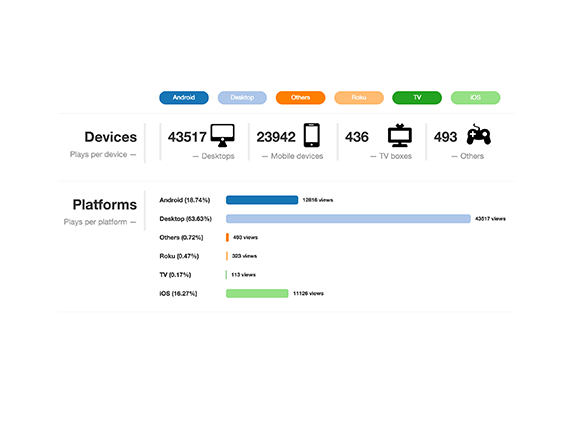 Android Desktop Others Roku TV iOS
Devices
Plays per device —
43517
— Desktops
23942
— Mobile devices
436
— TV boxes
493
— Others
Platforms
Plays per platform —
Android (18.74%) 12816 views
Desktop (63.63%) 43517 views
Others (0.72%) 493 views
Roku (0.47%) 323 views
TV (0.17%) 113 views
iOS (16.27%) 11126 views